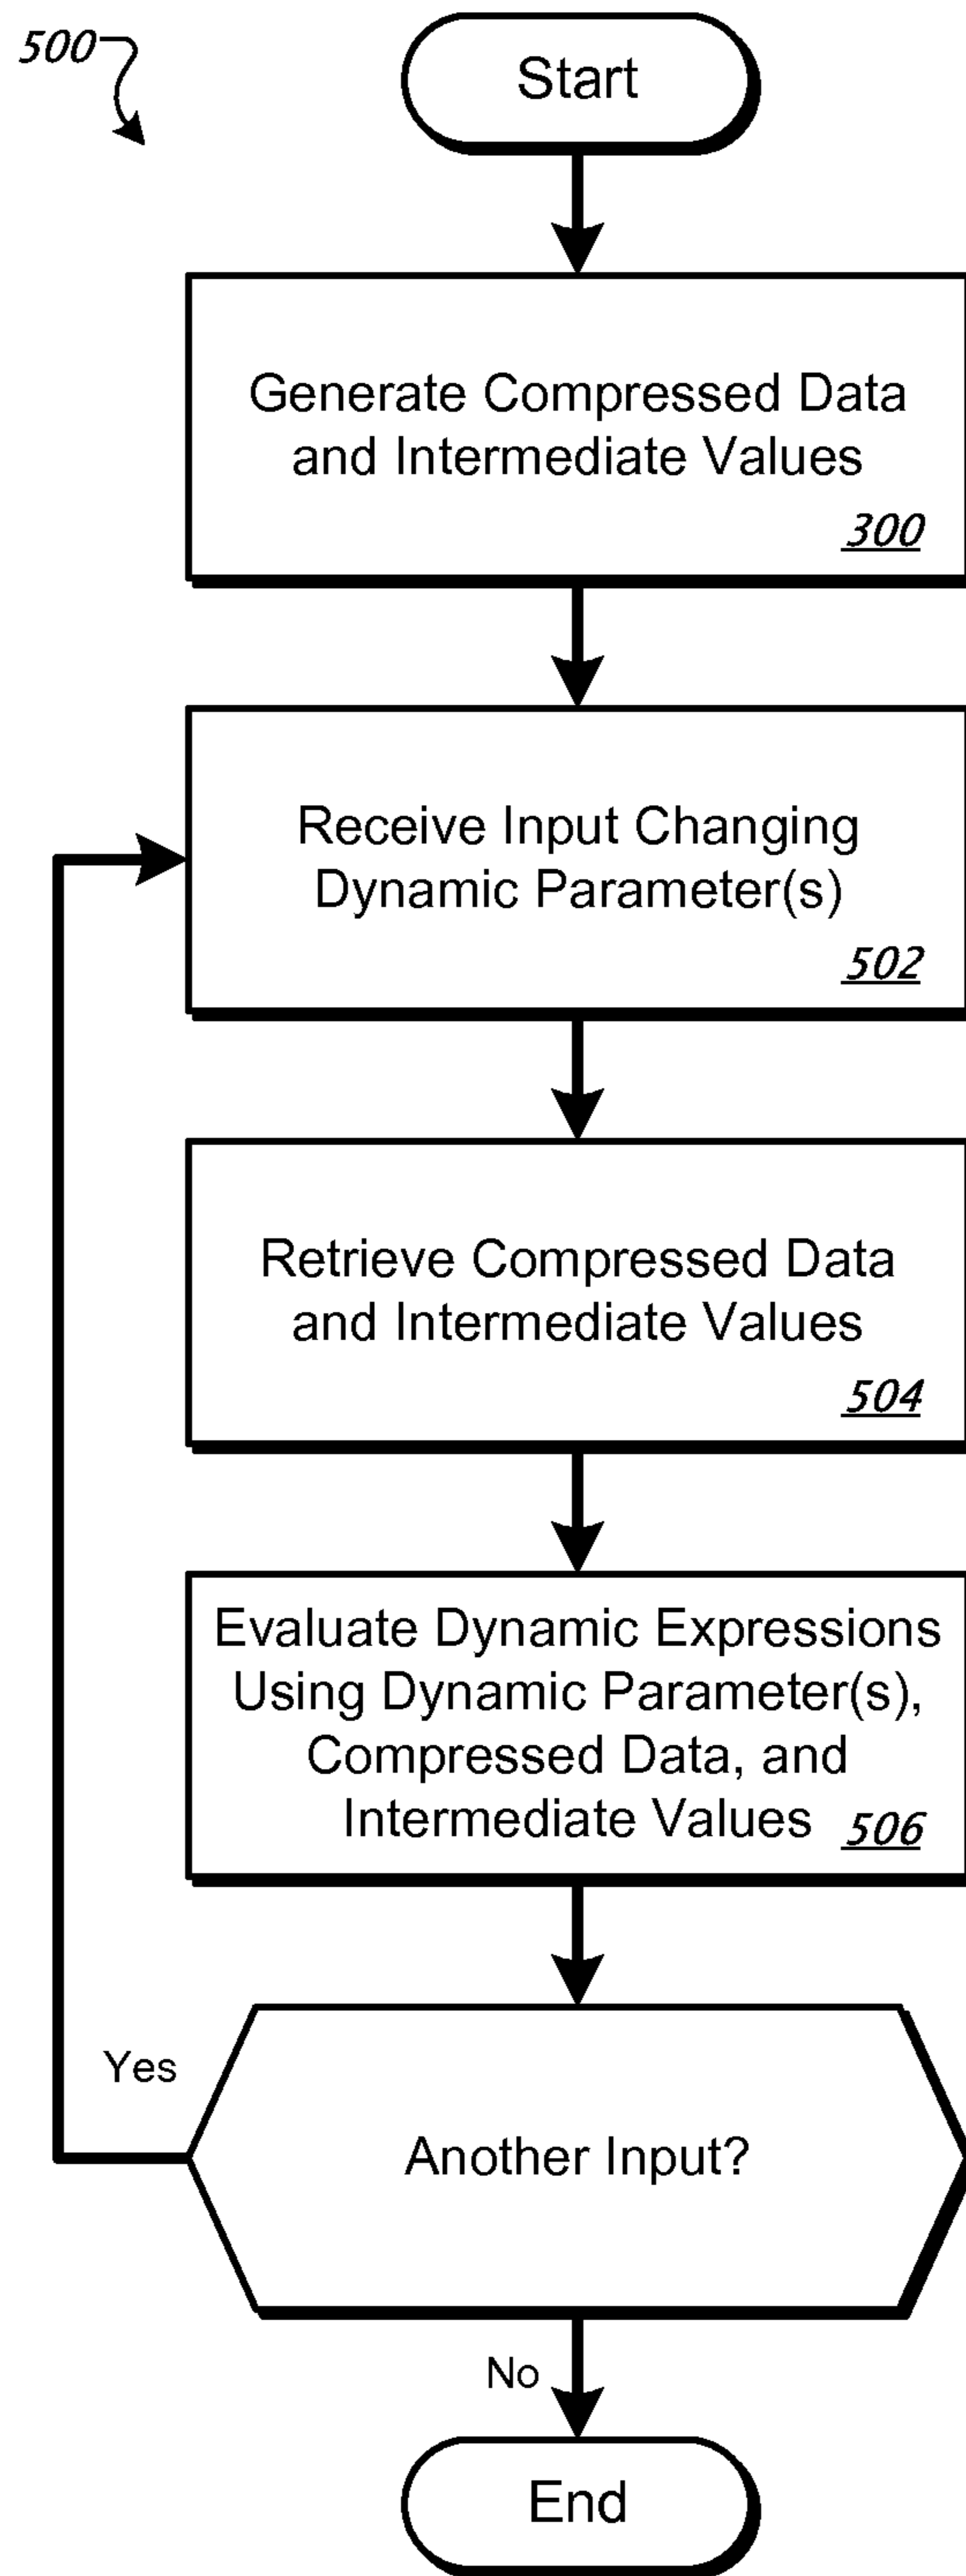 500
Start
Generate Compressed Data
and Intermediate Values
300
Receive Input Changing
Dynamic Parameter(s)
502
Retrieve Compressed Data
and Intermediate Values
504
Evaluate Dynamic Expressions
Using Dynamic Parameter(s),
Compressed Data, and
Intermediate Values 506
Yes
Another Input?
No
End